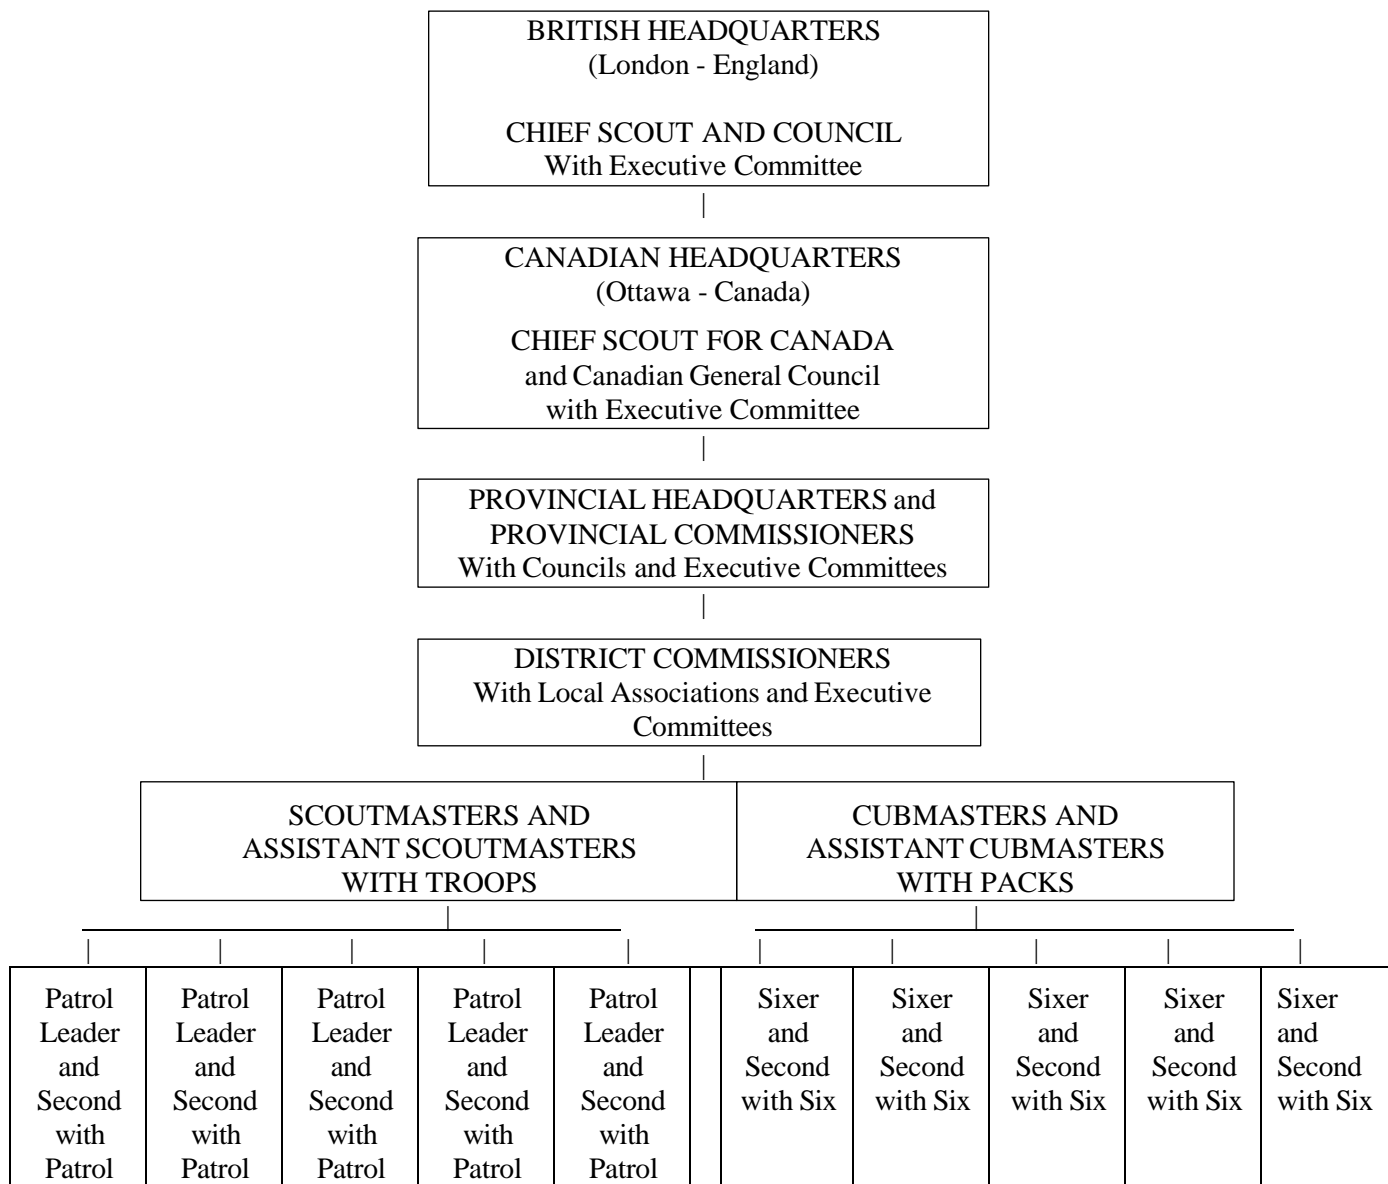 BRITISH HEADQUARTERS
(London - England)
CHIEF SCOUT AND COUNCIL
With Executive Committee
CANADIAN HEADQUARTERS
(Ottawa - Canada)
CHIEF SCOUT FOR CANADA
and Canadian General Council
with Executive Committee
PROVINCIAL HEADQUARTERS and
PROVINCIAL COMMISSIONERS
With Councils and Executive Committees
DISTRICT COMMISSIONERS
With Local Associations and Executive
Committees
SCOUTMASTERS AND
ASSISTANT SCOUTMASTERS
WITH TROOPS
CUBMASTERS AND
ASSISTANT CUBMASTERS
WITH PACKS
Patrol
Leader
and
Second
with
Patrol
Patrol
Leader
and
Second
with
Patrol
Patrol
Leader
and
Second
with
Patrol
Patrol
Leader
and
Second
with
Patrol
Patrol
Leader
and
Second
with
Patrol
Sixer
and
Second
with Six
Sixer
and
Second
with Six
Sixer
and
Second
with Six
Sixer
and
Second
with Six
Sixer
and
Second
with Six